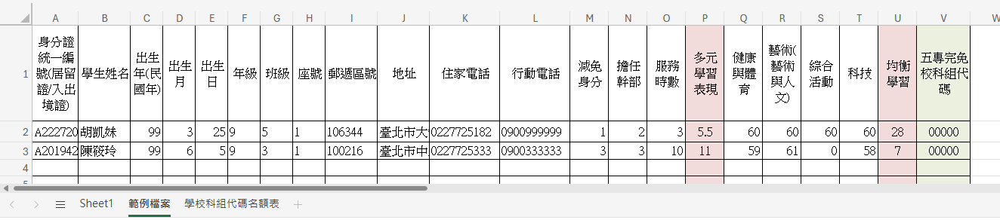 A B C D E F G H I J K L M N O P Q R S T U V W
1 身分證統一編號(居留證/入出境證) 學生姓名 出生年(民國年) 出生月 出生日 年級 班級 座號 郵遞區號 地址 住家電話 行動電話 減免身分 擔任幹部 服務時數 多元學習表現 健康與體育 藝術(藝術與人文) 綜合活動 科技 均衡學習 五專完免校科組代碼
2 A222720 胡凱妹 99 3 25 9 5 1 106344 臺北市大 0227725182 0900999999 1 2 3 5.5 60 60 60 60 28 00000
3 A201942 陳筱玲 99 6 5 9 3 1 100216 臺北市中 0227725333 0900333333 3 3 10 11 59 61 0 58 7 00000
4
5
Sheet1 範例檔案 學校科組代碼名額表